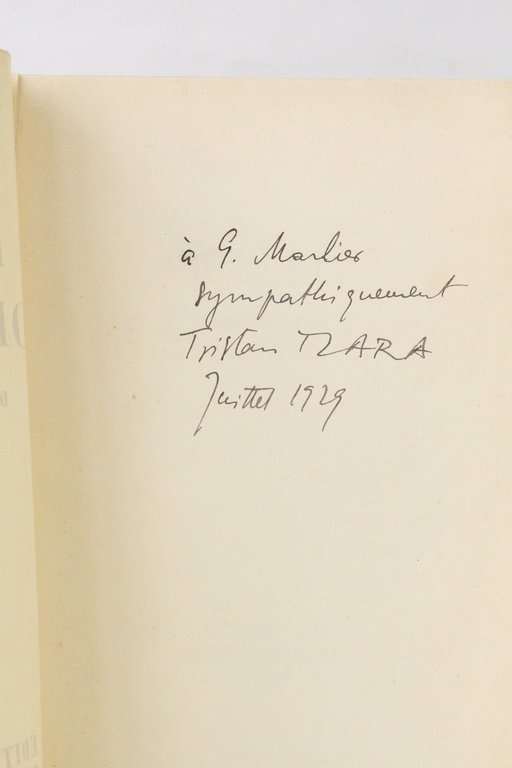 à G. Marlier
sympathiquement
Tristan TZARA
Juillet 1929